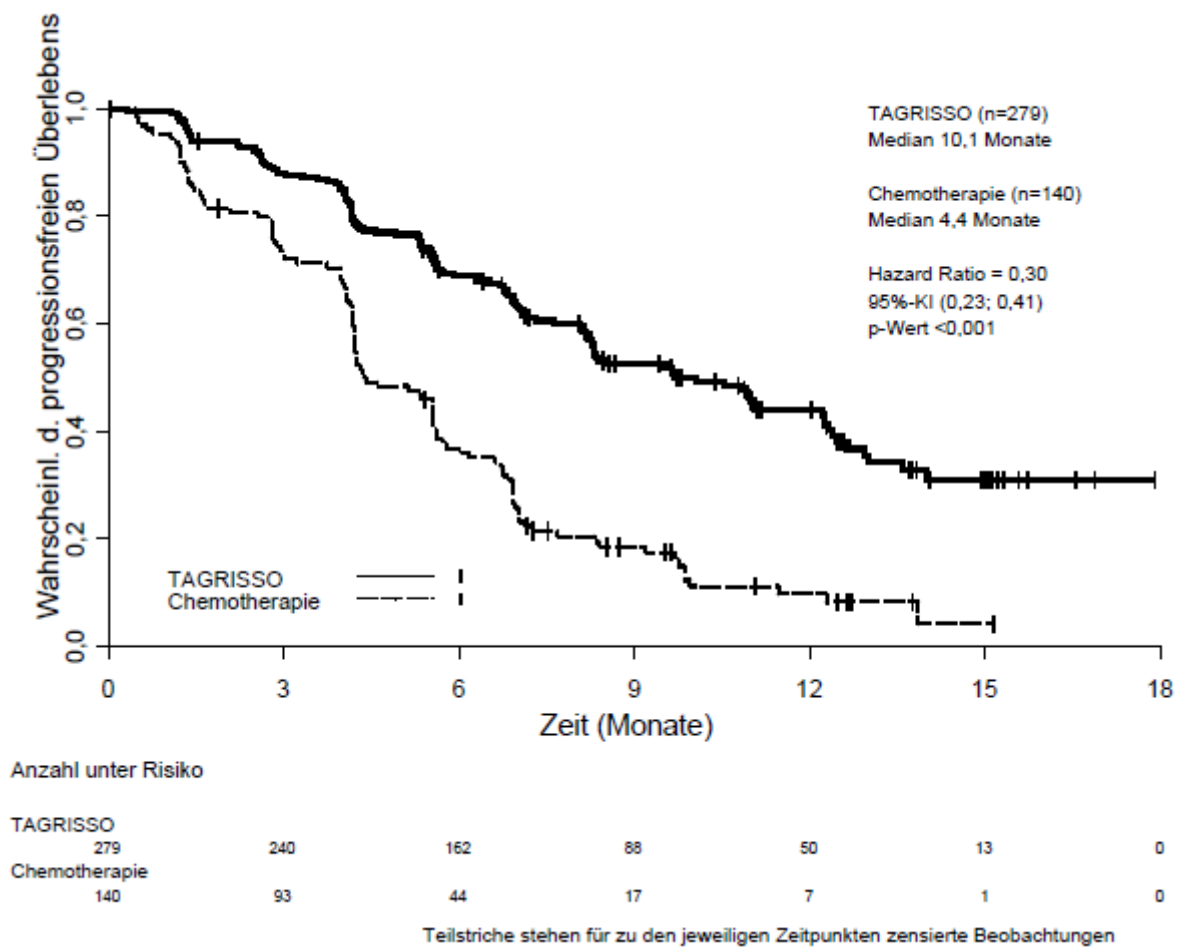 Wahrscheinl. d. progressionsfreien Überlebens
1,0
0,8
0,6
0,4
0,2
0,0
TAGRISSO (n=279)
Median 10,1 Monate
Chemotherapie (n=140)
Median 4,4 Monate
Hazard Ratio = 0,30
95%-KI (0,23; 0,41)
p-Wert <0,001
TAGRISSO
Chemotherapie
0 3 6 9 12 15 18
Zeit (Monate)
Anzahl unter Risiko
TAGRISSO
279 240 162 88 50 13 0
Chemotherapie
140 93 44 17 7 1 0
Teilstriche stehen für zu den jeweiligen Zeitpunkten zensierte Beobachtungen